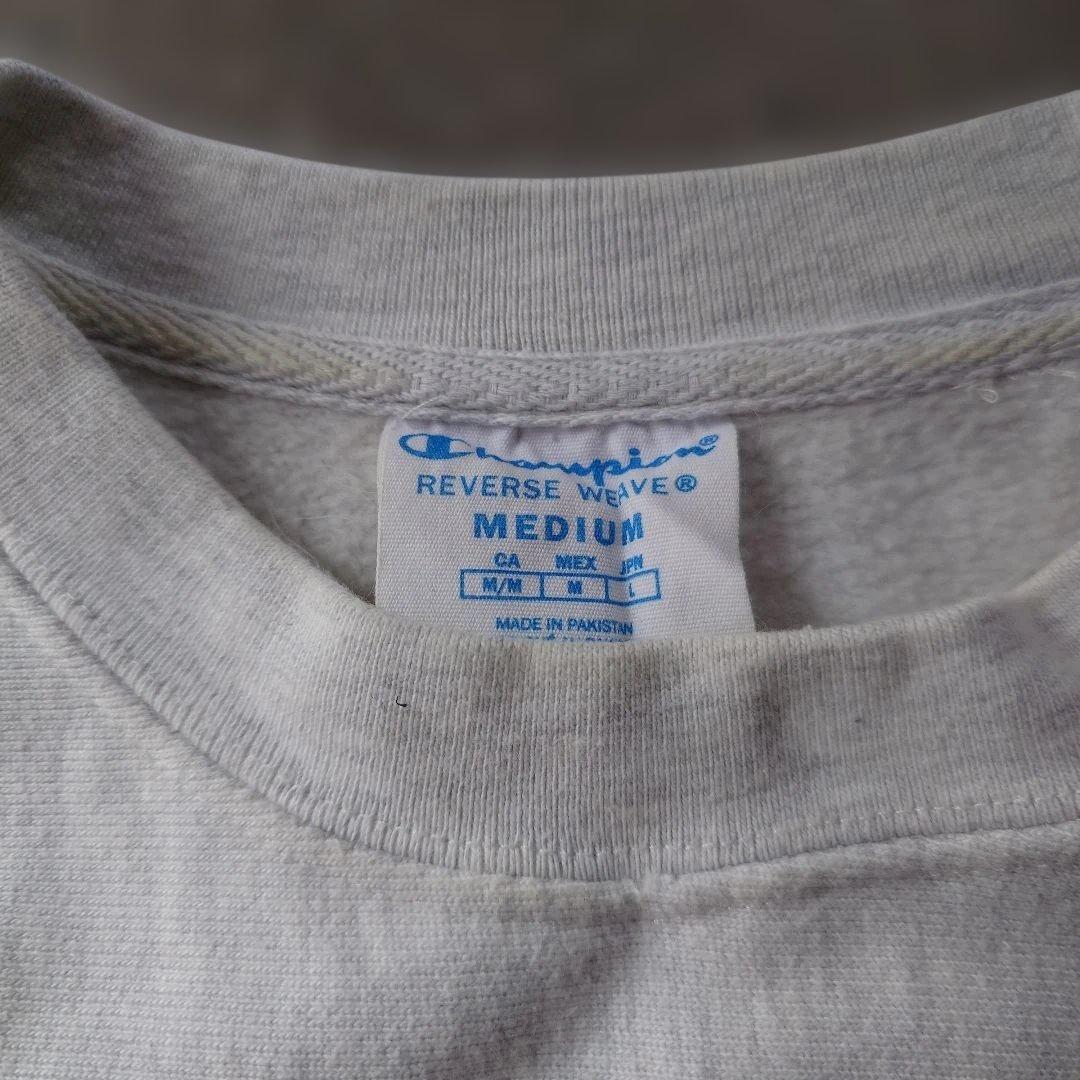 Champion®
REVERSE WEAVE®
MEDIUM
CA MEX JPN
M/M M L
MADE IN PAKISTAN